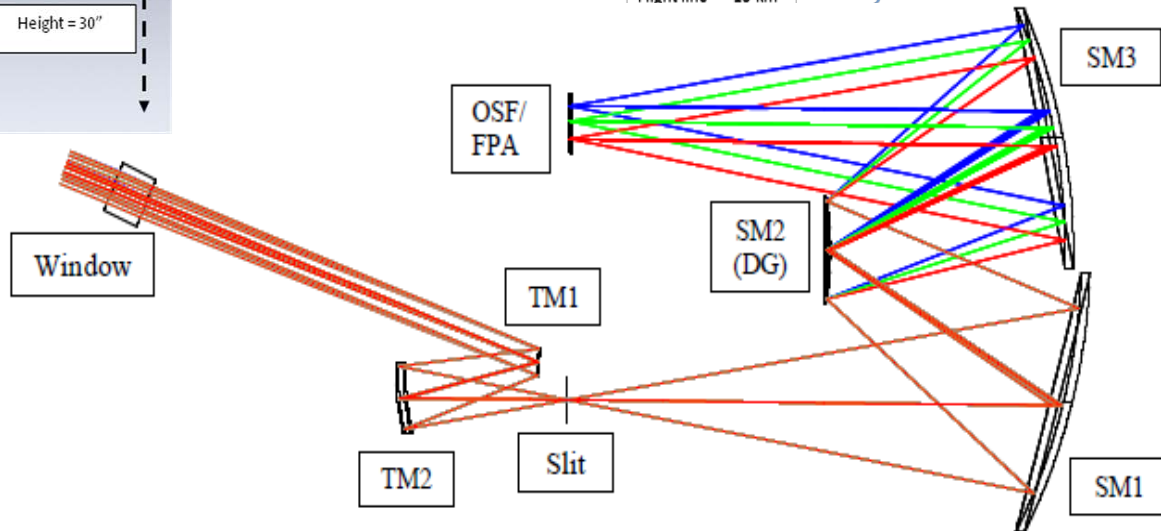 Height = 30”
SM3
OSF/
FPA
SM2
(DG)
Window
TM1
Slit
TM2
SM1